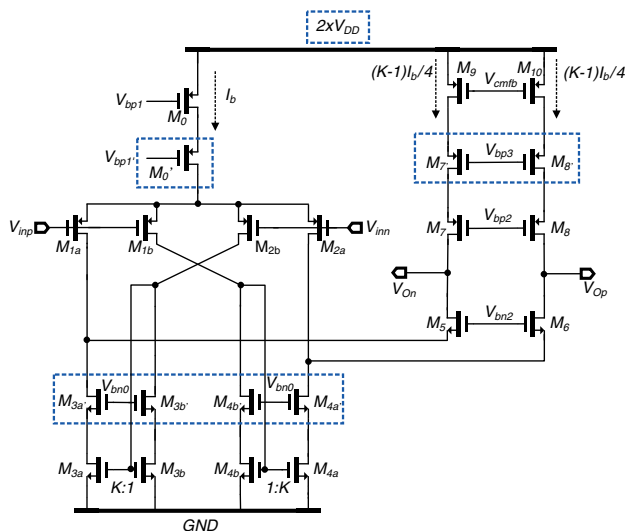 2xV_DD
(K-1)I_b/4
M_9
V_cmfb
M_10
(K-1)I_b/4
V_bp1
M_0
I_b
V_bp1'
M_0'
M_7'
V_bp3
M_8'
V_inp
M_1a
M_1b
M_2b
M_2a
V_inn
M_7
V_bp2
M_8
V_On
V_Op
M_5
V_bn2
M_6
M_3a'
V_bn0
M_3b'
M_4b'
V_bn0
M_4a'
M_3a
K:1
M_3b
M_4b
1:K
M_4a
GND